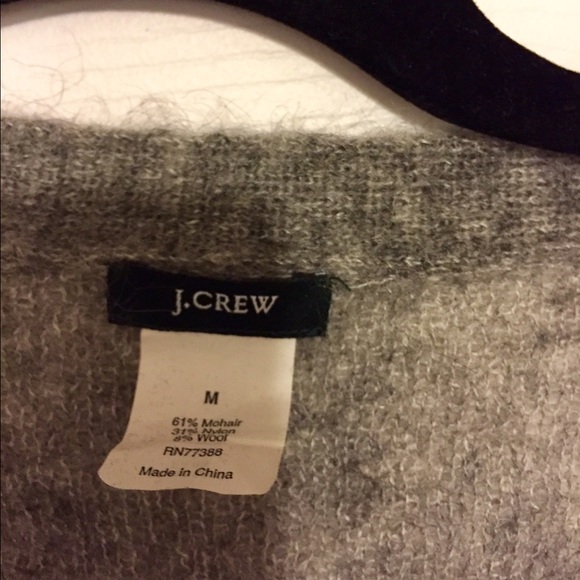 J.CREW
M
61% Mohair
31% Nylon
8% Wool
RN77388
Made in China